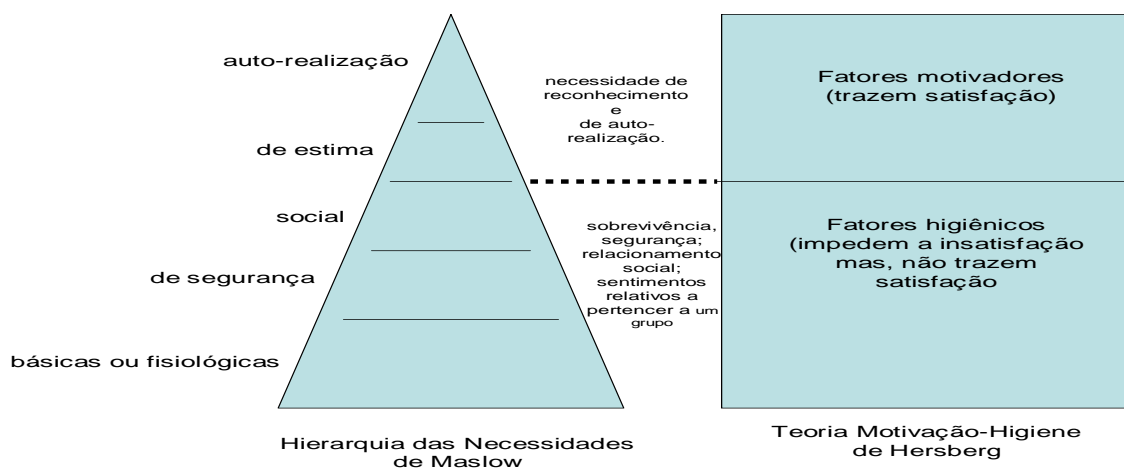 auto-realização
de estima
social
de segurança
básicas ou fisiológicas
Hierarquia das Necessidades
de Maslow
necessidade de
reconhecimento
e
de auto-
realização.
sobrevivência,
segurança;
relacionamento
social;
sentimentos
relativos a
pertencer a um
grupo
Fatores motivadores
(trazem satisfação)
Fatores higiênicos
(impedem a insatisfação
mas, não trazem
satisfação
Teoria Motivação-Higiene
de Hersberg